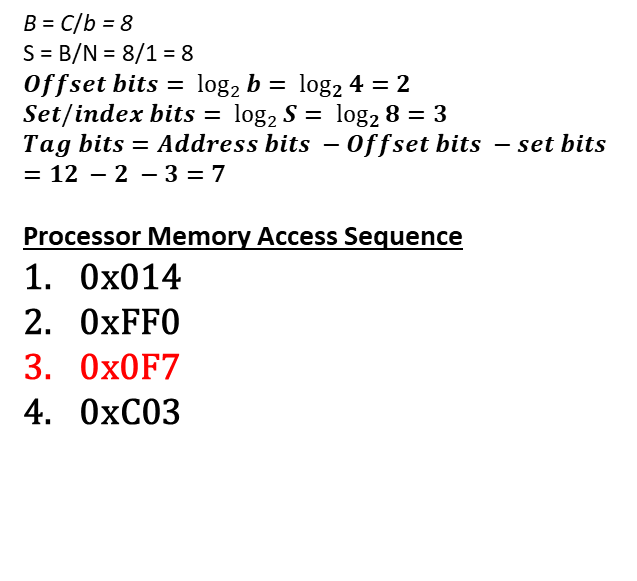 B = C/b = 8
S = B/N = 8/1 = 8
Offset bits = log₂ b = log₂ 4 = 2
Set/index bits = log₂ S = log₂ 8 = 3
Tag bits = Address bits − Offset bits − set bits
= 12 − 2 − 3 = 7
Processor Memory Access Sequence
1. 0x014
2. 0xFF0
3. 0x0F7
4. 0xC03